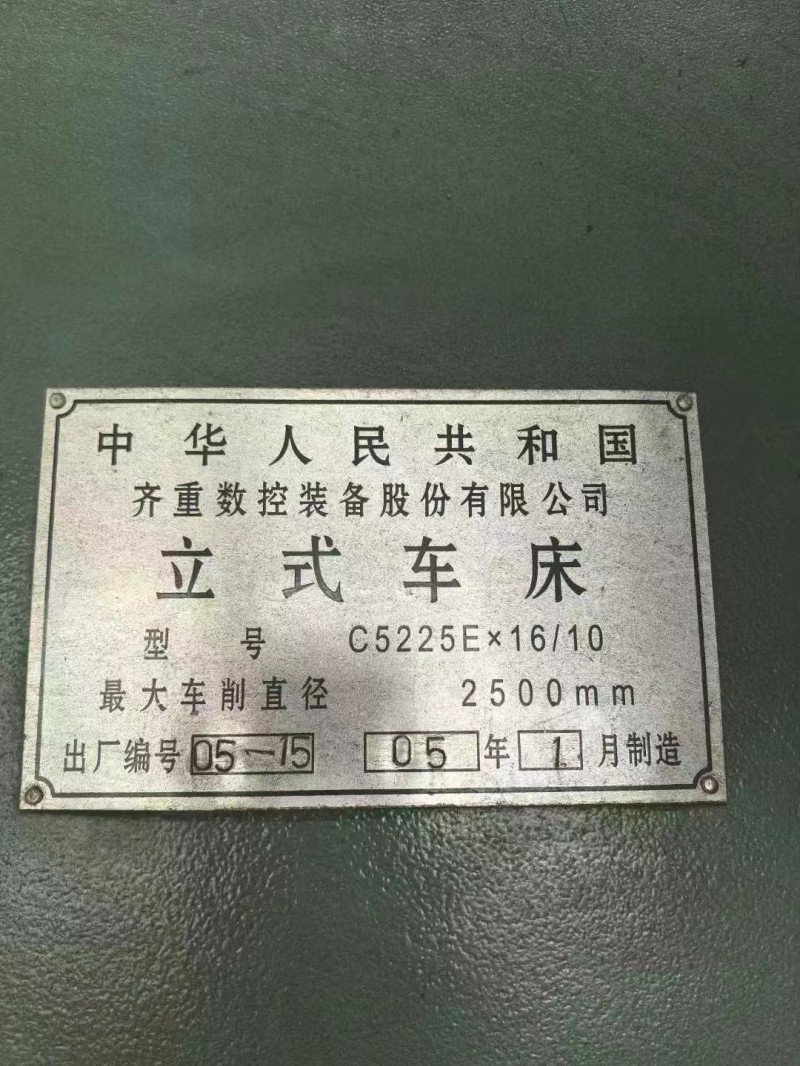 中华人民共和国
齐重数控装备股份有限公司
立式车床
型号 C5225E×16/10
最大车削直径 2500mm
出厂编号 05-15 05年1月制造